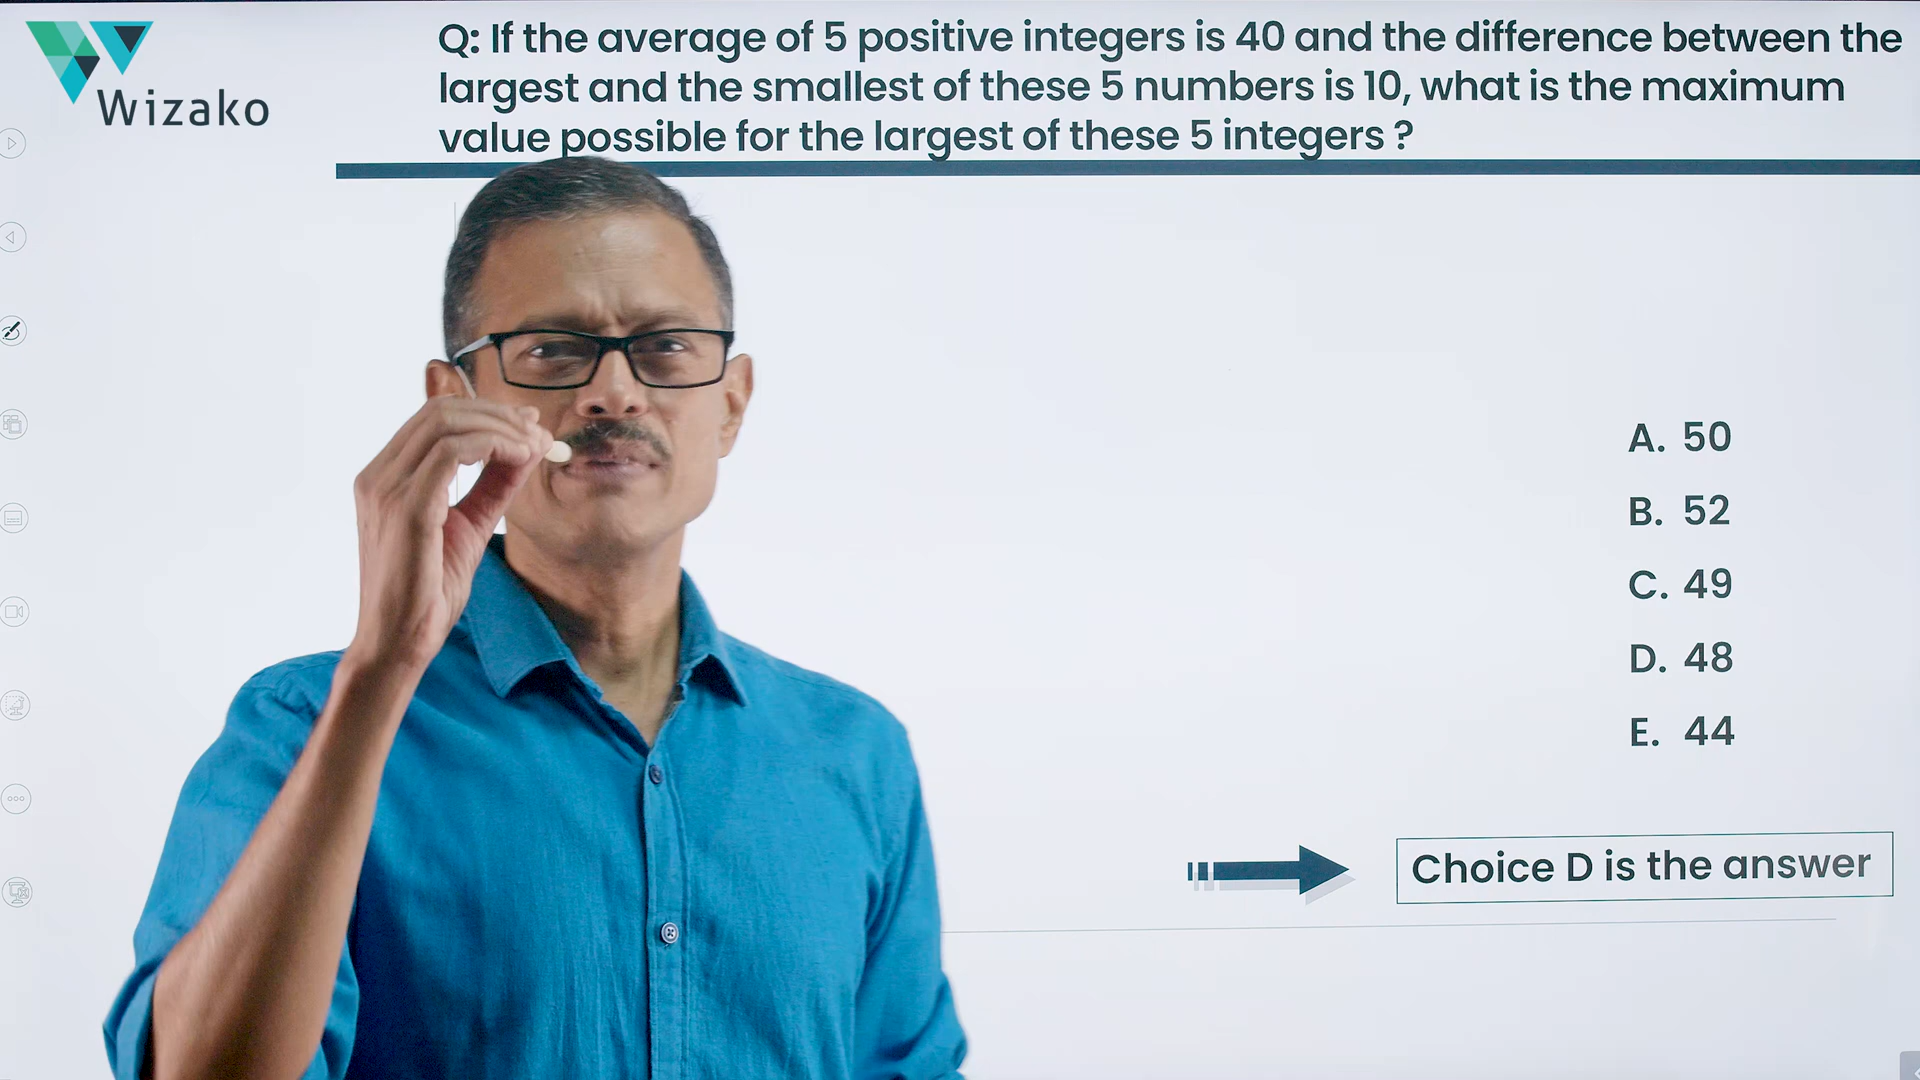 Wizako
Q: If the average of 5 positive integers is 40 and the difference between the
largest and the smallest of these 5 numbers is 10, what is the maximum
value possible for the largest of these 5 integers ?
A. 50
B. 52
C. 49
D. 48
E. 44
Choice D is the answer